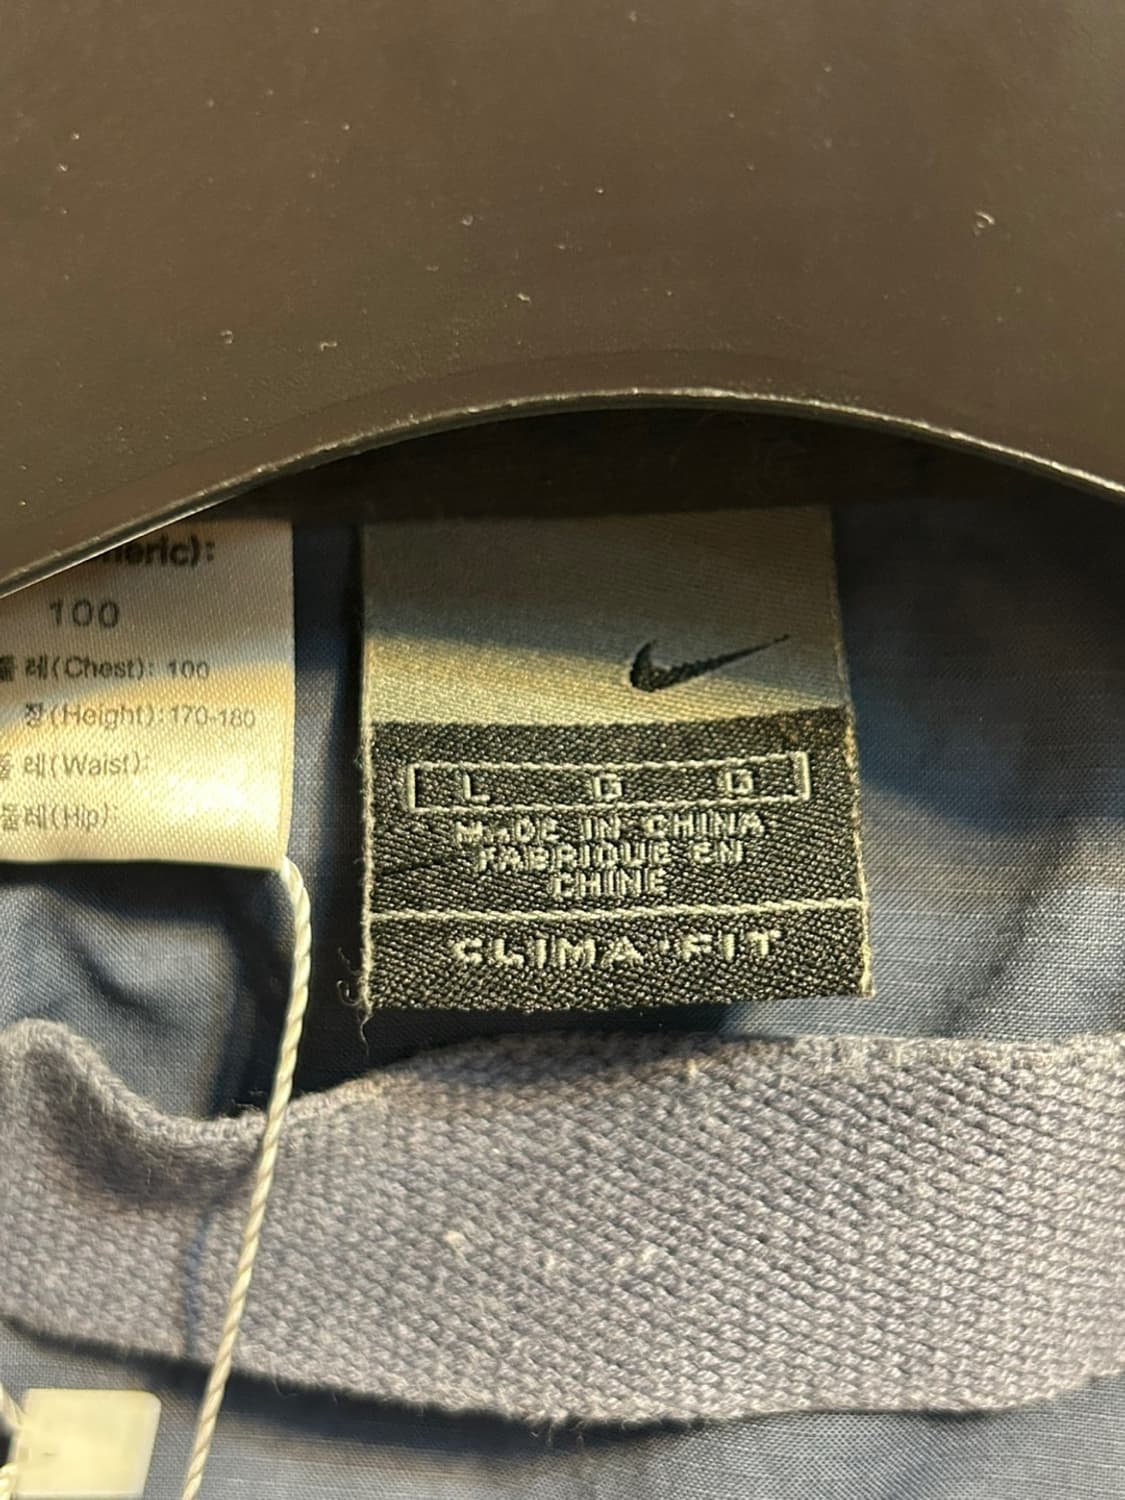 100
레(Chest): 100
장(Height): 170-180
레(Waist):
둘레(Hip):
L G G
MADE IN CHINA
FABRIQUE EN
CHINE
CLIMA·FIT